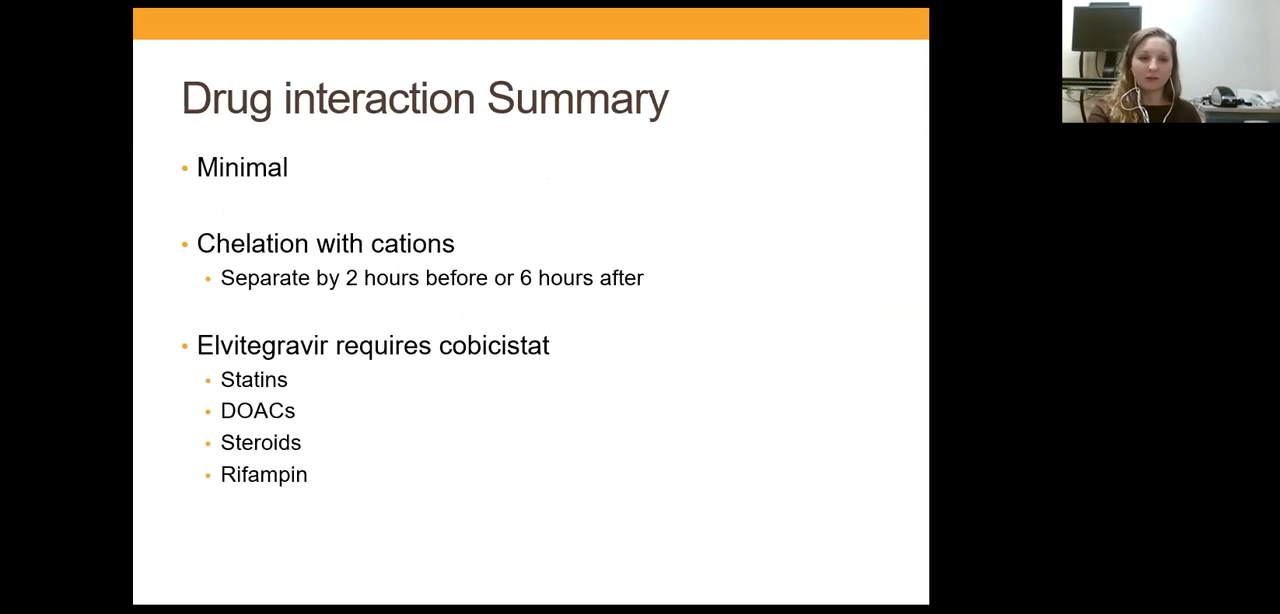 Drug interaction Summary
• Minimal
• Chelation with cations
• Separate by 2 hours before or 6 hours after
• Elvitegravir requires cobicistat
• Statins
• DOACs
• Steroids
• Rifampin